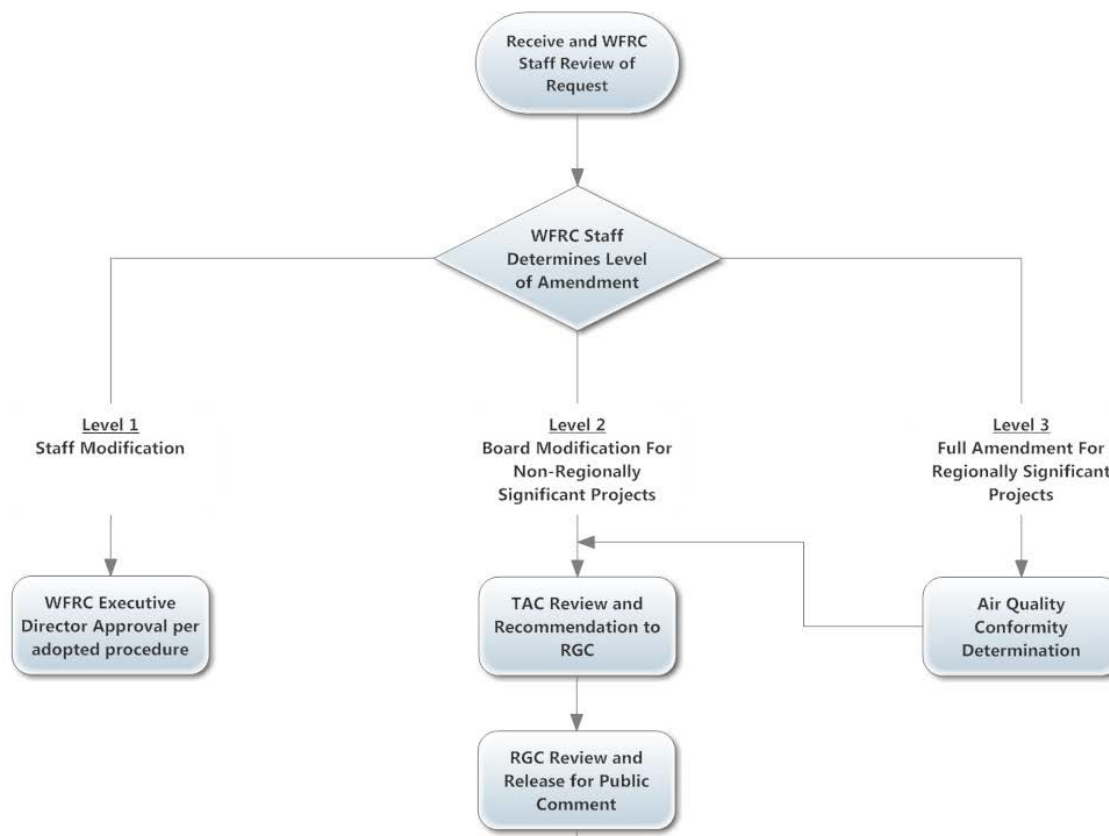 Receive and WFRC
Staff Review of
Request
WFRC Staff
Determines Level
of Amendment
Level 1
Staff Modification
Level 2
Board Modification For
Non-Regionally
Significant Projects
Level 3
Full Amendment For
Regionally Significant
Projects
WFRC Executive
Director Approval per
adopted procedure
TAC Review and
Recommendation to
RGC
Air Quality
Conformity
Determination
RGC Review and
Release for Public
Comment